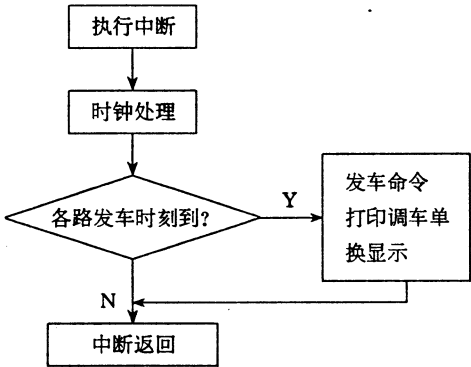 执行中断
时钟处理
各路发车时刻到?
Y
发车命令
打印调车单
换显示
N
中断返回